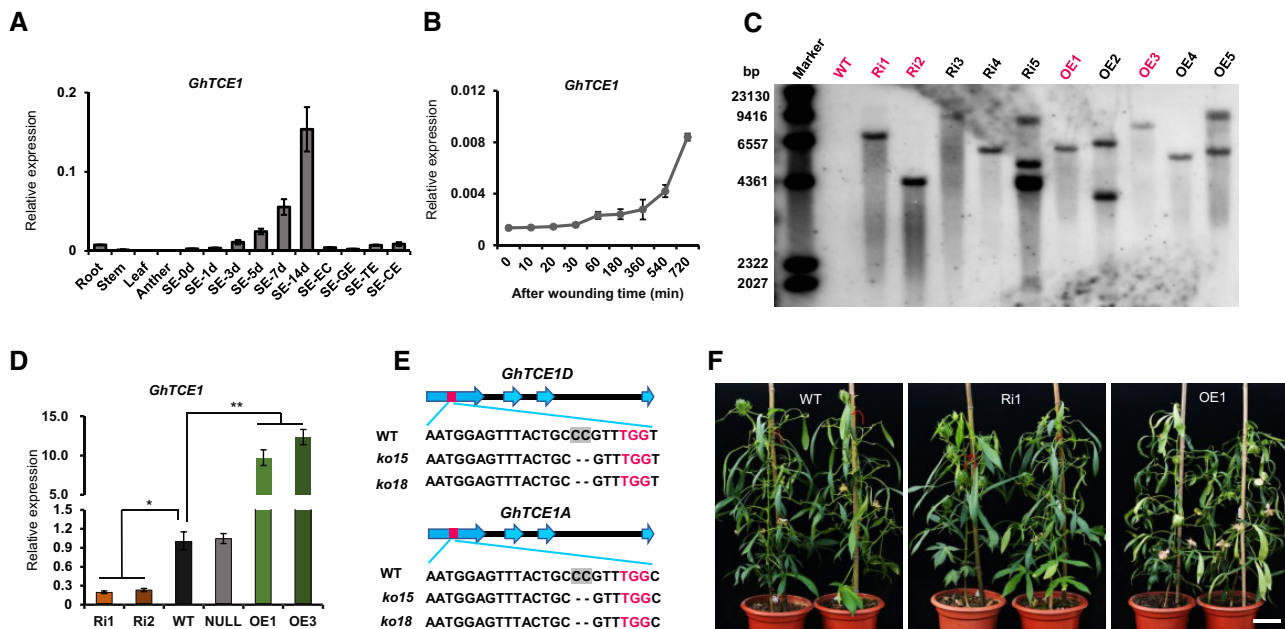 A
GhTCE1
Relative expression
0.2
0.1
0
Root Stem Leaf Anther SE-0d SE-1d SE-3d SE-5d SE-7d SE-14d SE-EC SE-GE SE-TE SE-CE
B
GhTCE1
Relative expression
0.012
0.008
0.004
0
0 10 20 30 60 180 360 540 720
After wounding time (min)
C
bp Marker WT Ri1 Ri2 Ri3 Ri4 Ri5 OE1 OE2 OE3 OE4 OE5
23130
9416
6557
4361
2322
2027
D
GhTCE1
Relative expression
**
15.0
10.0
5.0
*
1.5
1.2
0.9
0.6
0.3
0
Ri1 Ri2 WT NULL OE1 OE3
E
GhTCE1D
WT AATGGAGTTTACTGCCCGTTTGGT
ko15 AATGGAGTTTACTGC--GTTTGGT
ko18 AATGGAGTTTACTGC--GTTTGGT
GhTCE1A
WT AATGGAGTTTACTGCCCGTTTGGC
ko15 AATGGAGTTTACTGC--GTTTGGC
ko18 AATGGAGTTTACTGC--GTTTGGC
F
WT
Ri1
OE1